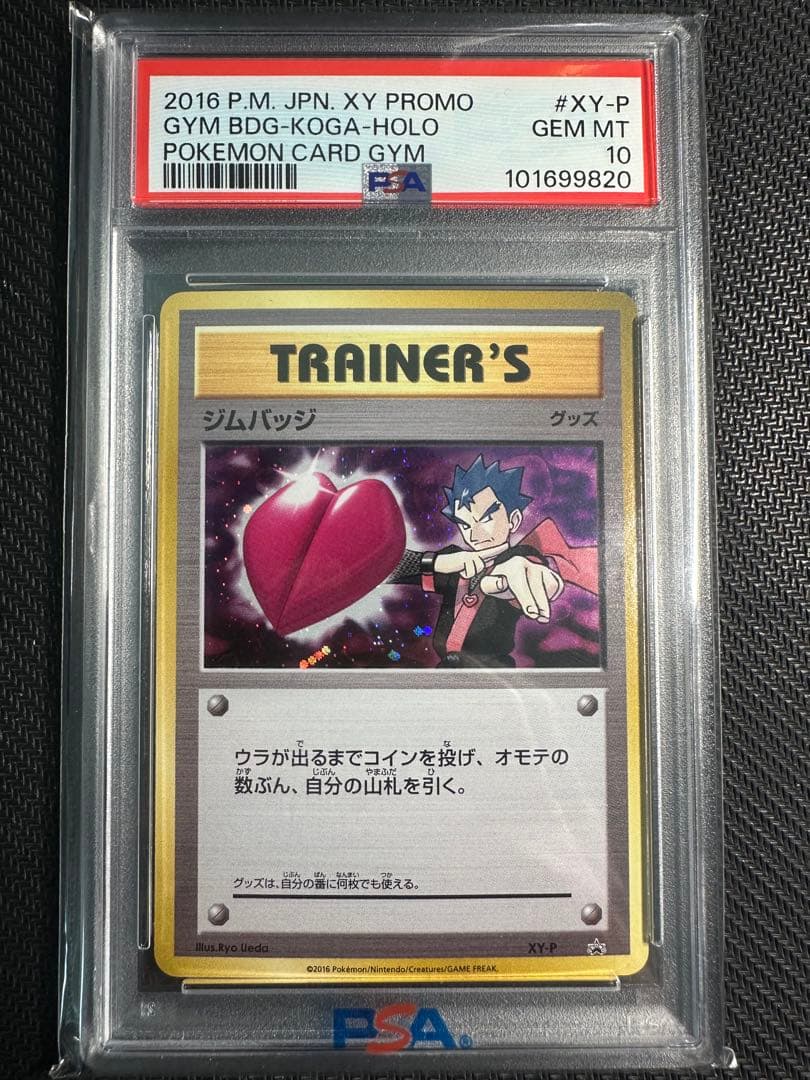 2016 P.M. JPN. XY PROMO #XY-P
GYM BDG-KOGA-HOLO GEM MT
POKEMON CARD GYM 10
PSA 101699820
TRAINER'S
ジムバッジ グッズ
ウラが出るまでコインを投げ、オモテの
数ぶん、自分の山札を引く。
グッズは、自分の番に何枚でも使える。
Illus.Ryo Ueda XY-P
©2016 Pokémon/Nintendo/Creatures/GAME FREAK.
PSA®